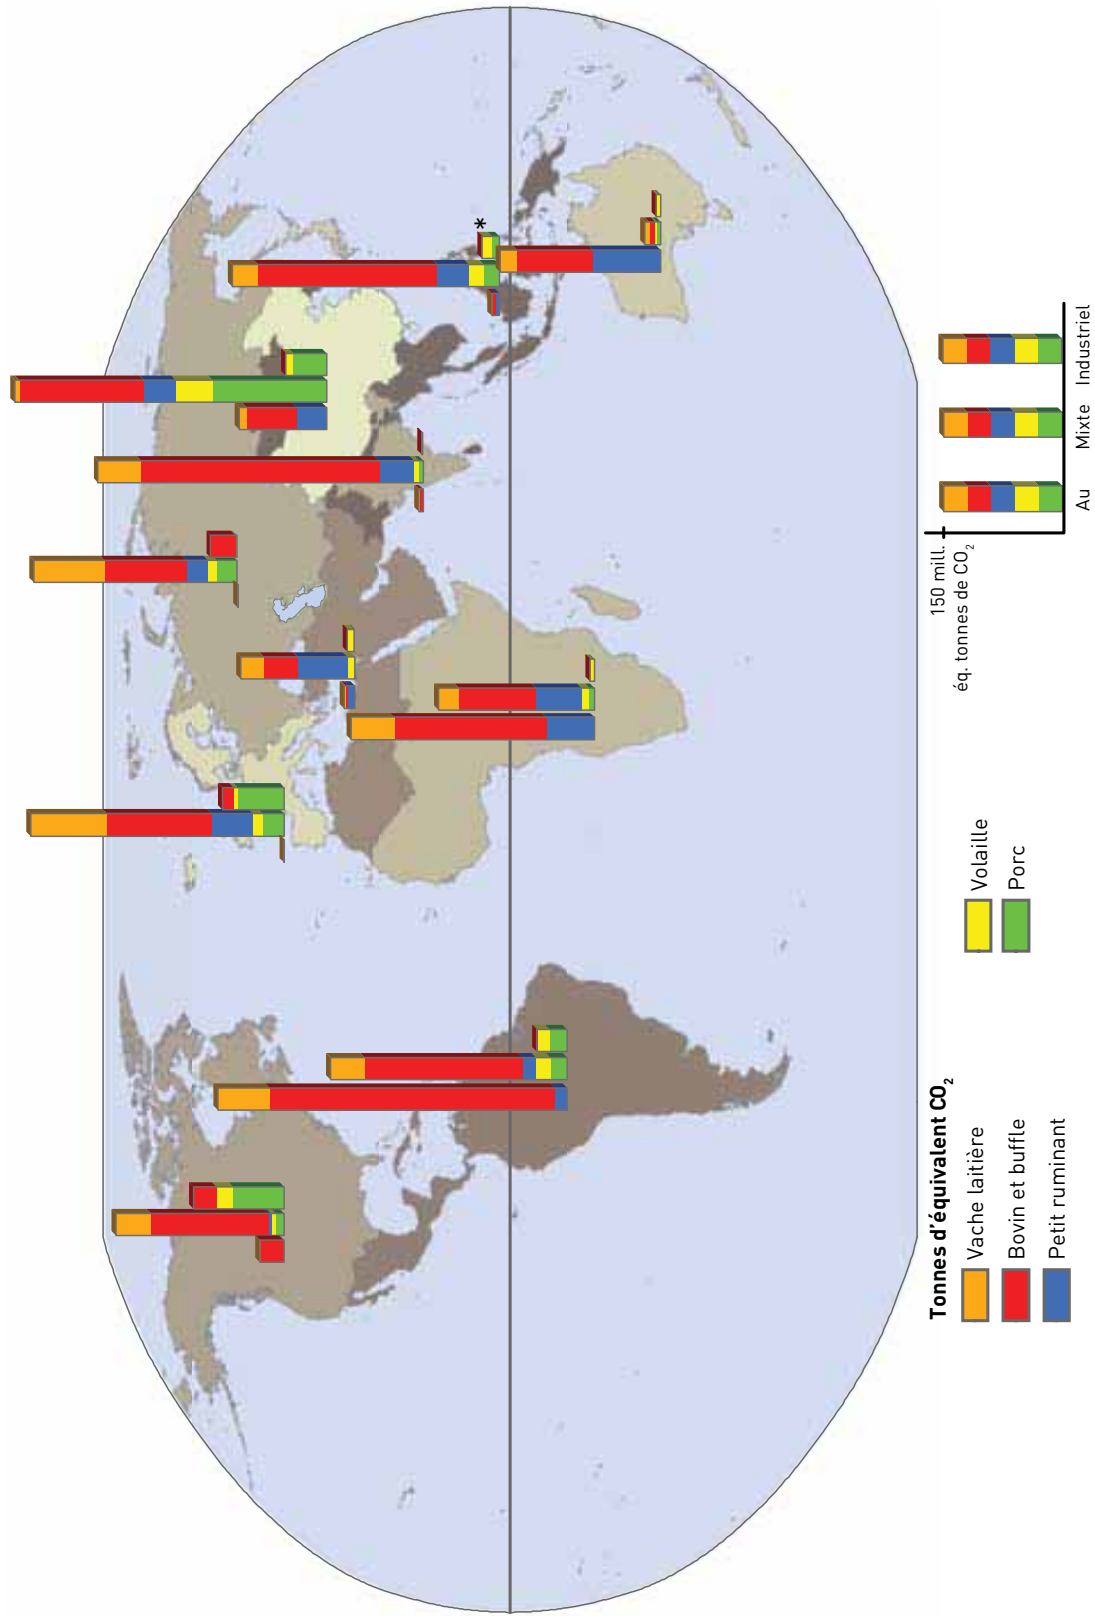 *
Tonnes d'équivalent CO2
Vache laitière
Bovin et buffle
Petit ruminant
Volaille
Porc
150 mill.
éq. tonnes de CO2
Au
Mixte
Industriel